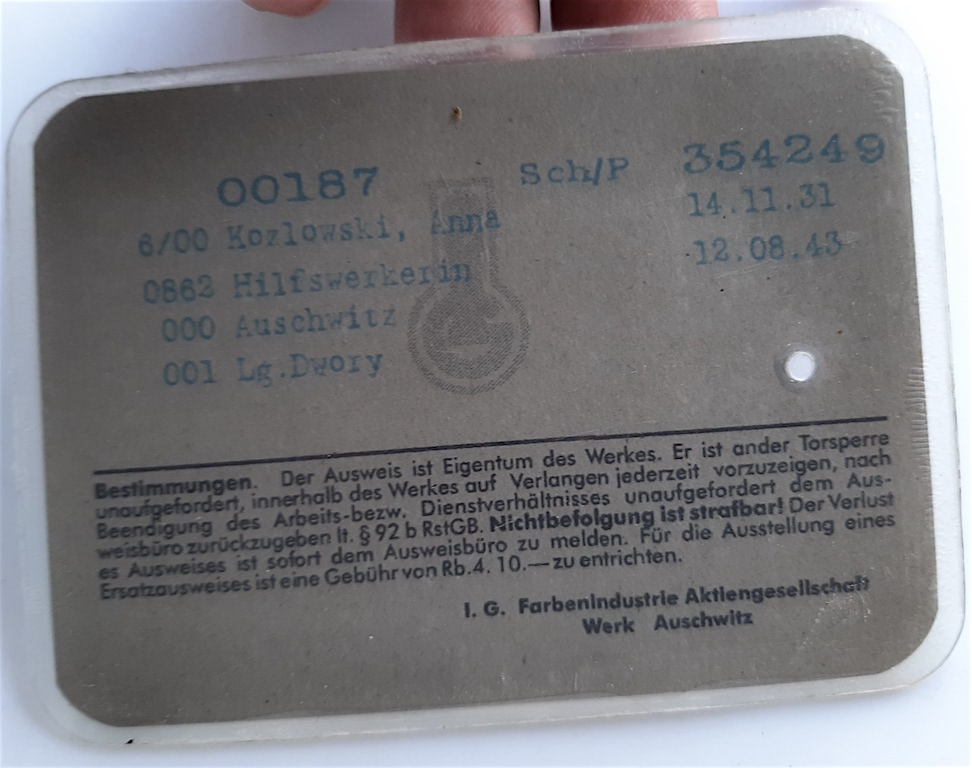 00187 Sch/P 354249
6/00 Kozlowski, Anna 14.11.31
0862 Hilfswerkerin 12.08.43
000 Auschwitz
001 Lg.Dwory
Bestimmungen. Der Ausweis ist Eigentum des Werkes. Er ist ander Torsperre
unaufgefordert, innerhalb des Werkes auf Verlangen jederzeit vorzuzeigen, nach
Beendigung des Arbeits-bezw. Dienstverhältnisses unaufgefordert dem Aus-
weisbüro zurückzugeben lt. § 92 b RstGB. Nichtbefolgung ist strafbar! Der Verlust
es Ausweises ist sofort dem Ausweisbüro zu melden. Für die Ausstellung eines
Ersatzausweises ist eine Gebühr von Rb.4. 10.— zu entrichten.
I. G. Farbenindustrie Aktiengesellschaft
Werk Auschwitz